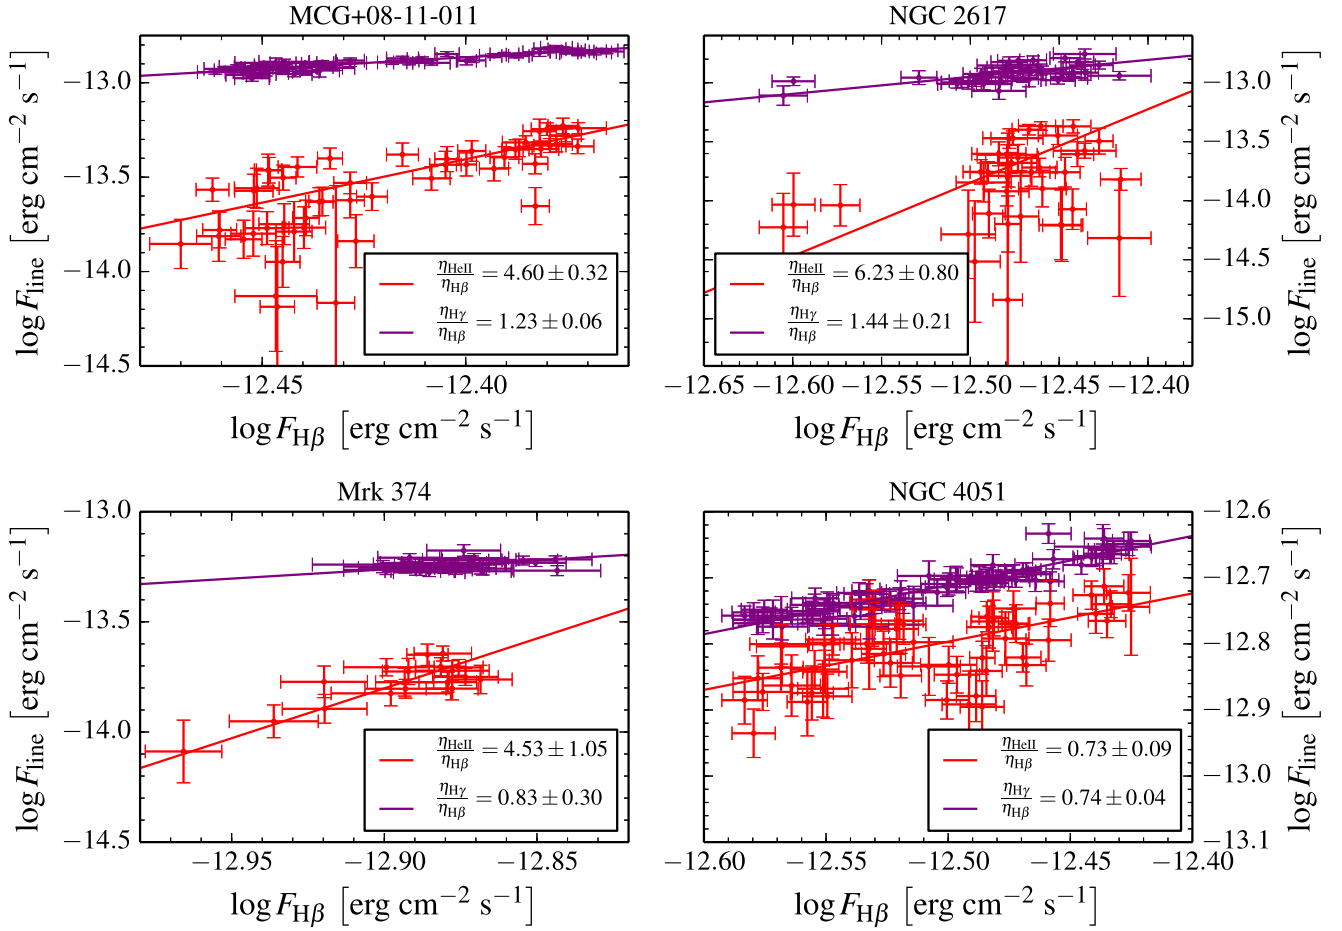 MCG+08-11-011
log F_line [erg cm⁻² s⁻¹]
−13.0
−13.5
−14.0
−14.5
η_HeII/η_Hβ = 4.60 ± 0.32
η_Hγ/η_Hβ = 1.23 ± 0.06
−12.45 −12.40
log F_Hβ [erg cm⁻² s⁻¹]
NGC 2617
−13.0
−13.5
−14.0
−14.5
−15.0
log F_line [erg cm⁻² s⁻¹]
η_HeII/η_Hβ = 6.23 ± 0.80
η_Hγ/η_Hβ = 1.44 ± 0.21
−12.65 −12.60 −12.55 −12.50 −12.45 −12.40
log F_Hβ [erg cm⁻² s⁻¹]
Mrk 374
log F_line [erg cm⁻² s⁻¹]
−13.0
−13.5
−14.0
−14.5
η_HeII/η_Hβ = 4.53 ± 1.05
η_Hγ/η_Hβ = 0.83 ± 0.30
−12.95 −12.90 −12.85
log F_Hβ [erg cm⁻² s⁻¹]
NGC 4051
−12.6
−12.7
−12.8
−12.9
−13.0
−13.1
log F_line [erg cm⁻² s⁻¹]
η_HeII/η_Hβ = 0.73 ± 0.09
η_Hγ/η_Hβ = 0.74 ± 0.04
−12.60 −12.55 −12.50 −12.45 −12.40
log F_Hβ [erg cm⁻² s⁻¹]